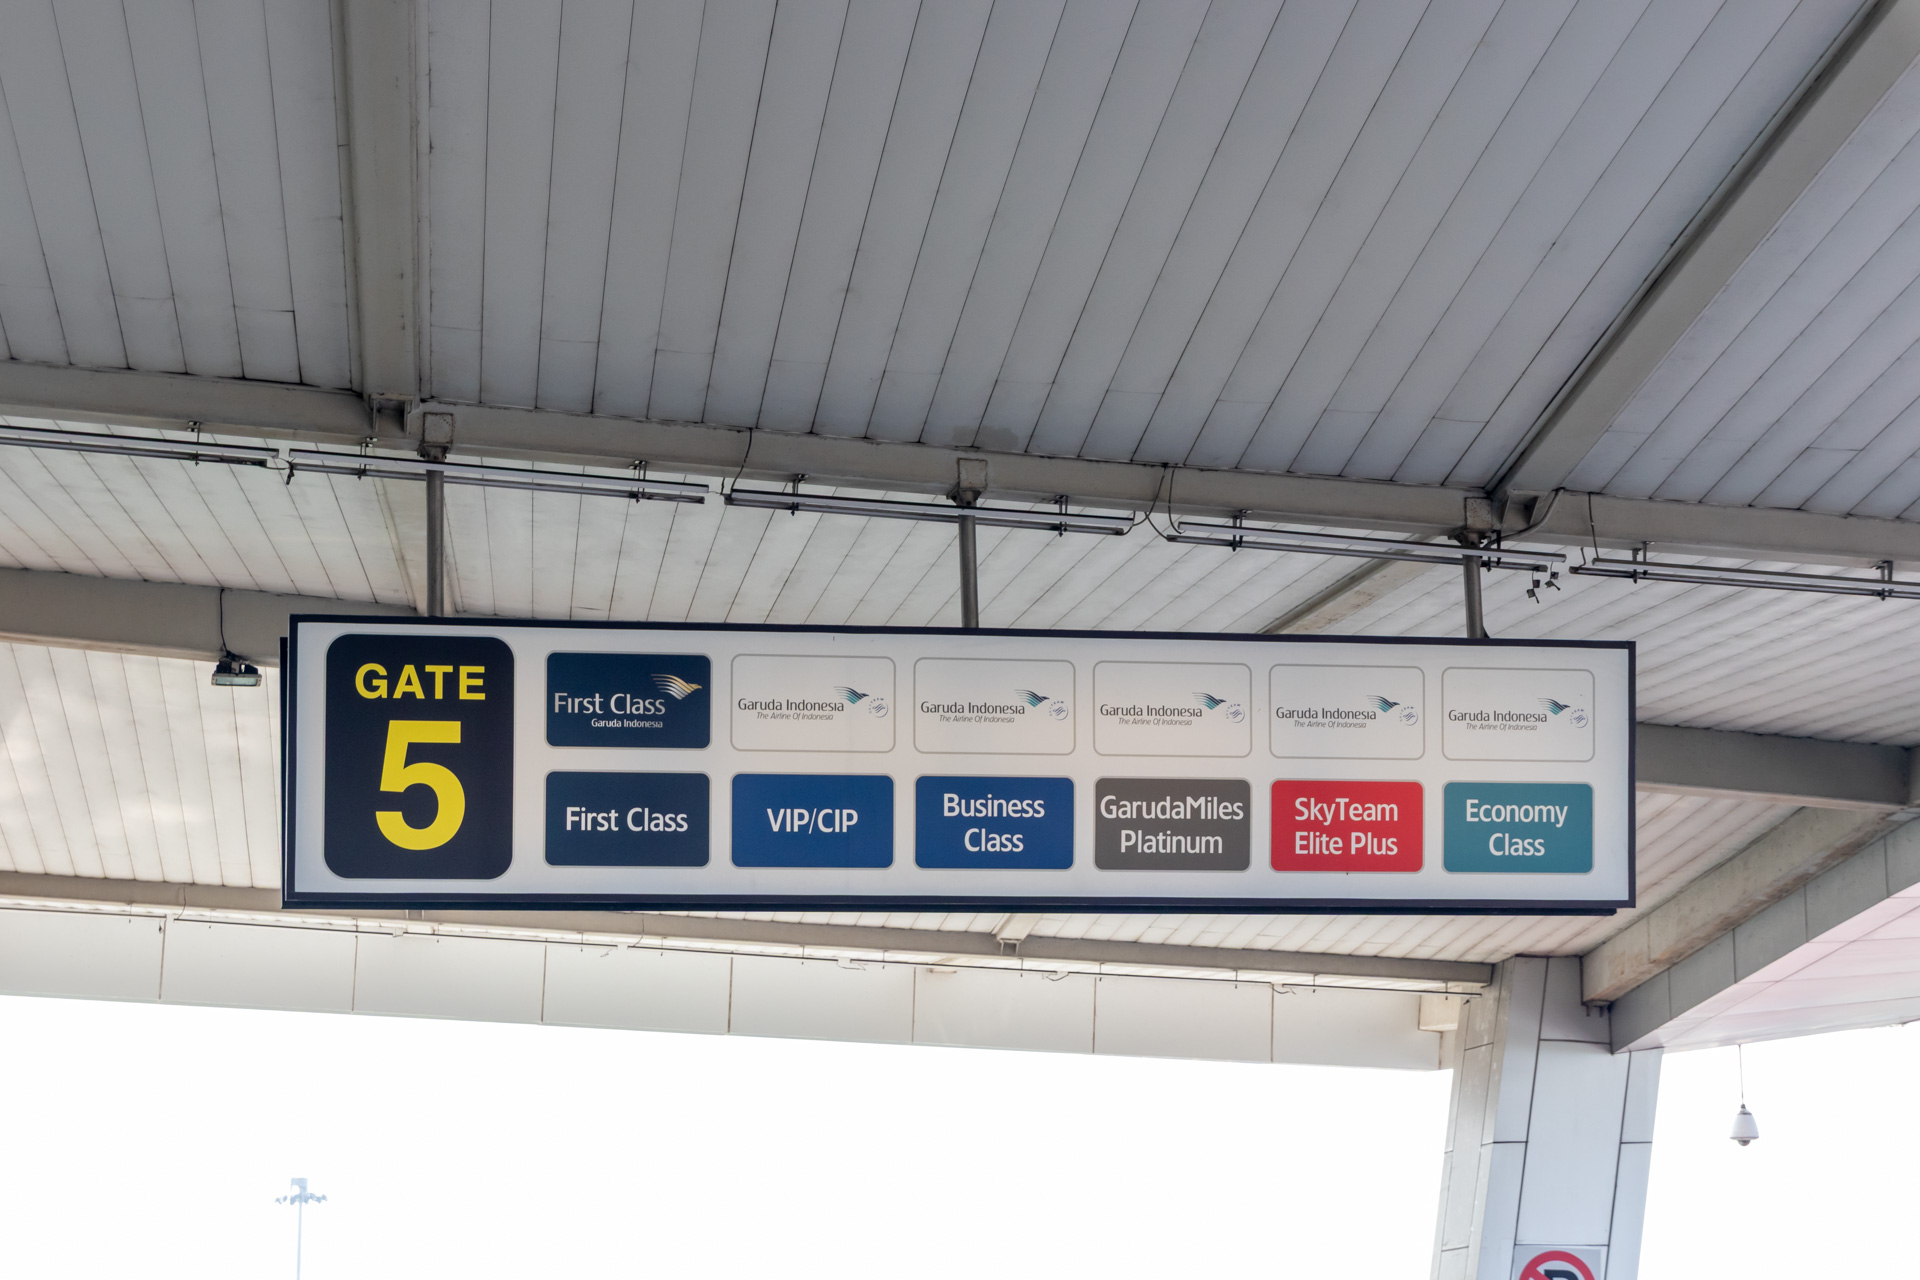 GATE
5
First Class
Garuda Indonesia
Garuda Indonesia
The Airline Of Indonesia
Garuda Indonesia
The Airline Of Indonesia
Garuda Indonesia
The Airline Of Indonesia
Garuda Indonesia
The Airline Of Indonesia
Garuda Indonesia
The Airline Of Indonesia
First Class
VIP/CIP
Business
Class
GarudaMiles
Platinum
SkyTeam
Elite Plus
Economy
Class